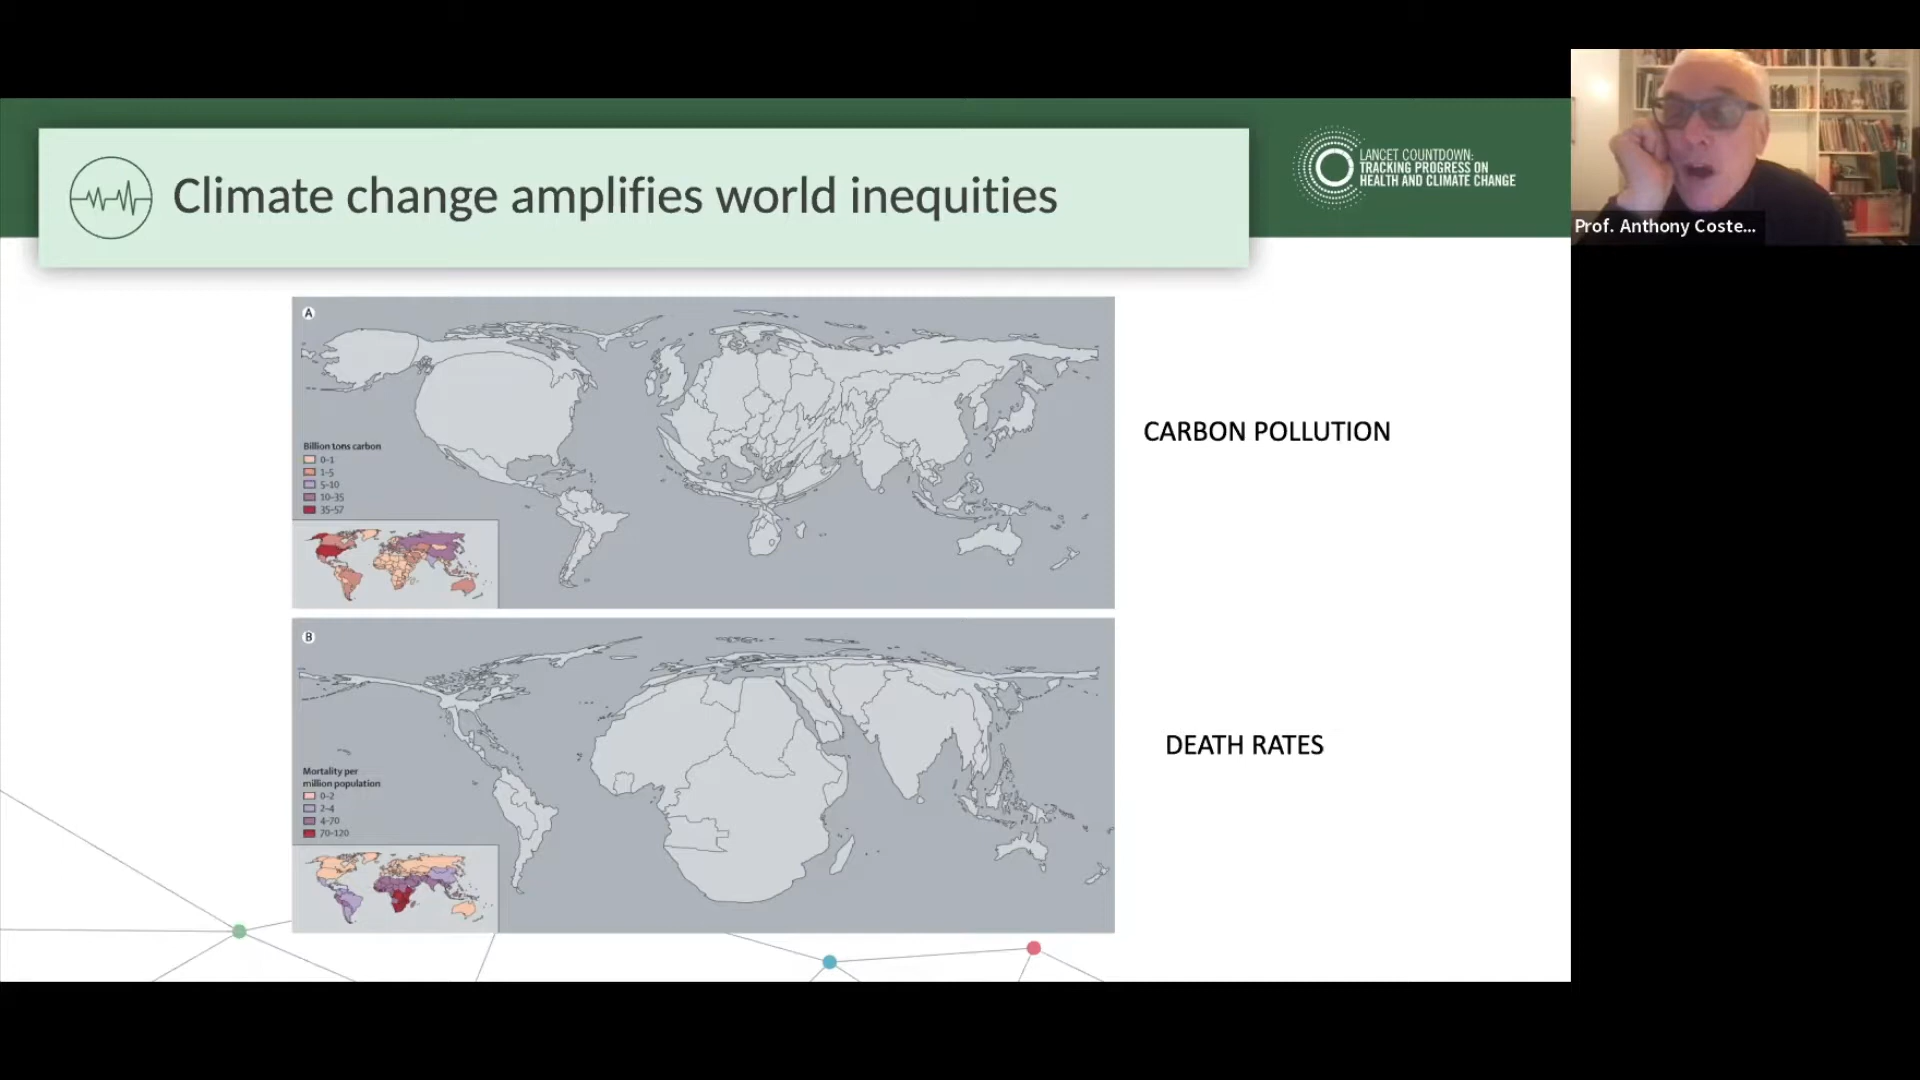 Climate change amplifies world inequities
LANCET COUNTDOWN:
TRACKING PROGRESS ON
HEALTH AND CLIMATE CHANGE
Prof. Anthony Coste...
A
Billion tons carbon
0–1
1–5
5–10
10–35
35–57
CARBON POLLUTION
B
Mortality per
million population
0–2
2–4
4–70
70–120
DEATH RATES